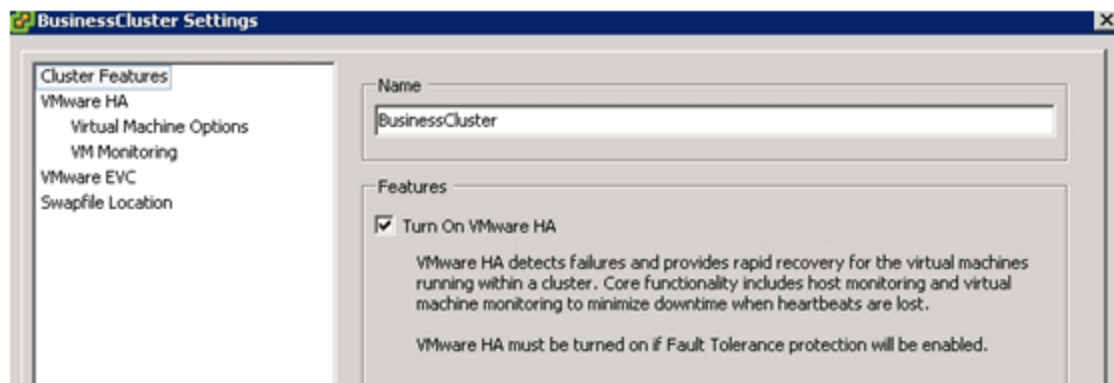 BusinessCluster Settings
Cluster Features
VMware HA
Virtual Machine Options
VM Monitoring
VMware EVC
Swapfile Location
Name
BusinessCluster
Features
Turn On VMware HA
VMware HA detects failures and provides rapid recovery for the virtual machines
running within a cluster. Core functionality includes host monitoring and virtual
machine monitoring to minimize downtime when heartbeats are lost.
VMware HA must be turned on if Fault Tolerance protection will be enabled.